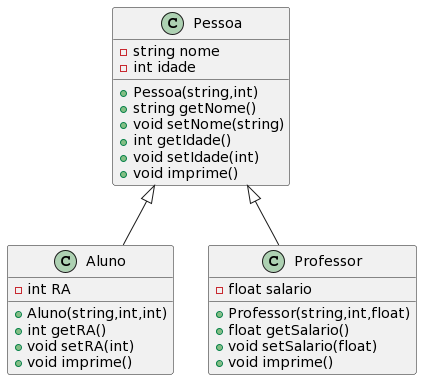 Pessoa
string nome
int idade
Pessoa(string,int)
string getNome()
void setNome(string)
int getIdade()
void setIdade(int)
void imprime()
C Aluno
int RA
Aluno(string,int,int)
int getRA()
void setRA(int)
void imprime()
C Professor
float salario
Professor(string,int,float)
float getSalario()
void setSalario(float)
void imprime()